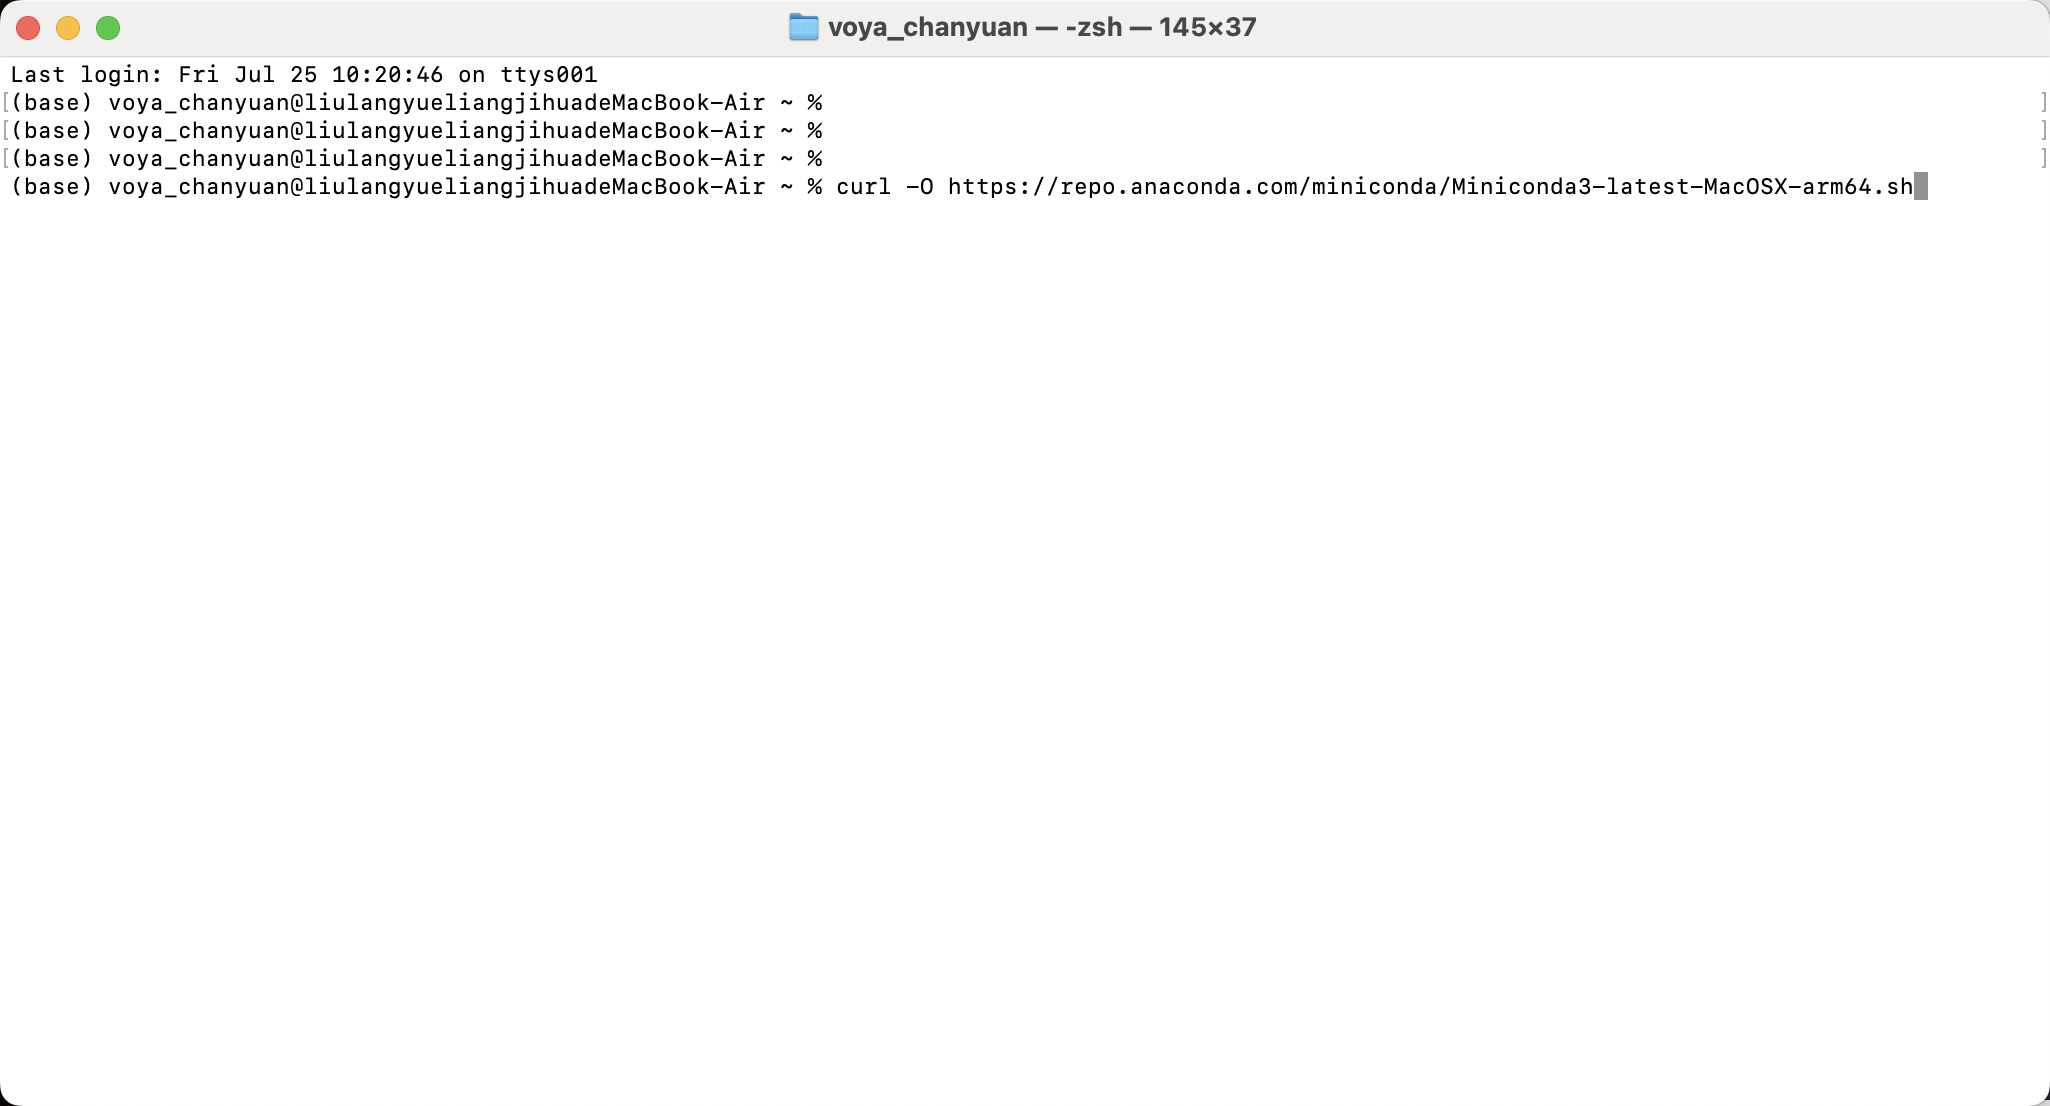 voya_chanyuan — -zsh — 145×37
Last login: Fri Jul 25 10:20:46 on ttys001
[(base) voya_chanyuan@liulangyueliangjihuadeMacBook-Air ~ % ]
[(base) voya_chanyuan@liulangyueliangjihuadeMacBook-Air ~ % ]
[(base) voya_chanyuan@liulangyueliangjihuadeMacBook-Air ~ % ]
(base) voya_chanyuan@liulangyueliangjihuadeMacBook-Air ~ % curl -O https://repo.anaconda.com/miniconda/Miniconda3-latest-MacOSX-arm64.sh